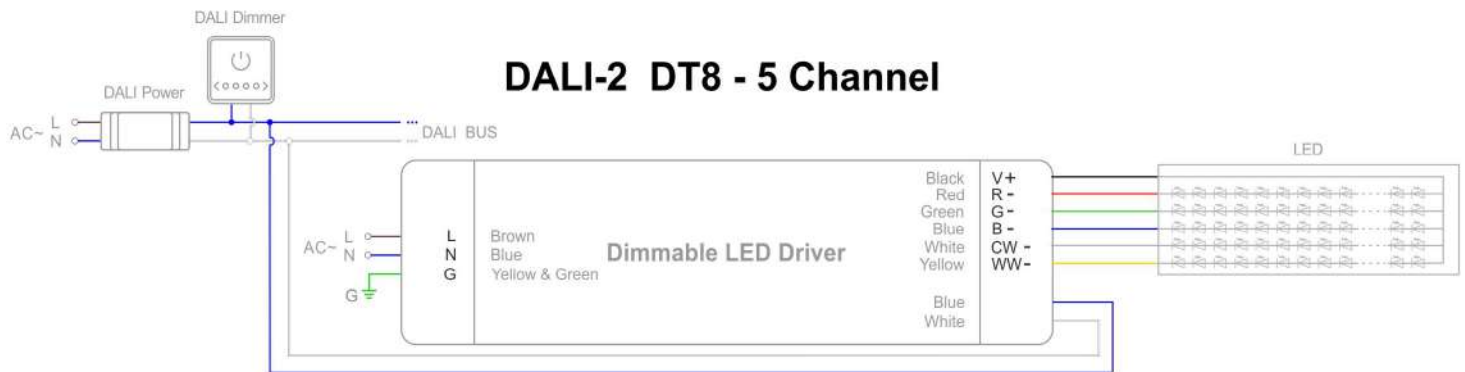 DALI Dimmer
DALI-2 DT8 - 5 Channel
DALI Power
AC~ L
N
DALI BUS
LED
Black V+
Red R -
Green G -
Blue B -
White CW -
Yellow WW-
AC~ L L Brown
N N Blue
G G Yellow & Green
Dimmable LED Driver
Blue
White